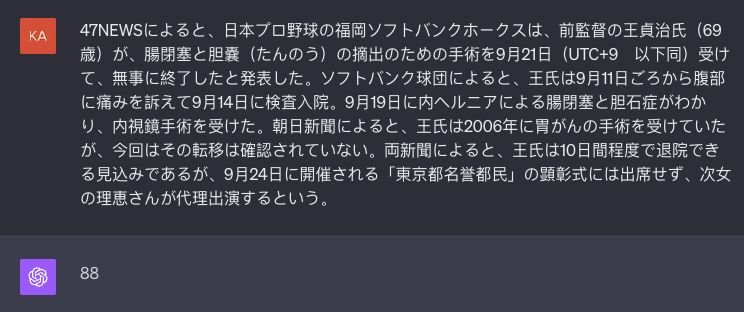 KA
47NEWSによると、日本プロ野球の福岡ソフトバンクホークスは、前監督の王貞治氏（69
歳）が、腸閉塞と胆嚢（たんのう）の摘出のための手術を9月21日（UTC+9　以下同）受け
て、無事に終了したと発表した。ソフトバンク球団によると、王氏は9月11日ごろから腹部
に痛みを訴えて9月14日に検査入院。9月19日に内ヘルニアによる腸閉塞と胆石症がわか
り、内視鏡手術を受けた。朝日新聞によると、王氏は2006年に胃がんの手術を受けていた
が、今回はその転移は確認されていない。両新聞によると、王氏は10日間程度で退院でき
る見込みであるが、9月24日に開催される「東京都名誉都民」の顕彰式には出席せず、次女
の理恵さんが代理出演するという。
88